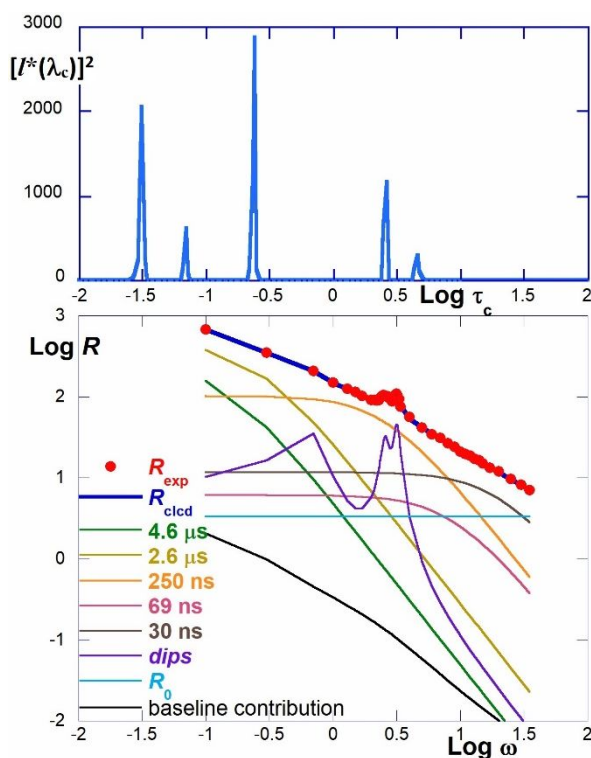 3000
[l*(λc)]²
2000
1000
0
-2 -1.5 -1 -0.5 0 0.5 1 1.5 2
Log τc
3
Log R
2
1
0
-1
-2
Rexp
Rclcd
4.6 μs
2.6 μs
250 ns
69 ns
30 ns
dips
R0
baseline contribution
-2 -1.5 -1 -0.5 0 0.5 1 1.5 2
Log ω